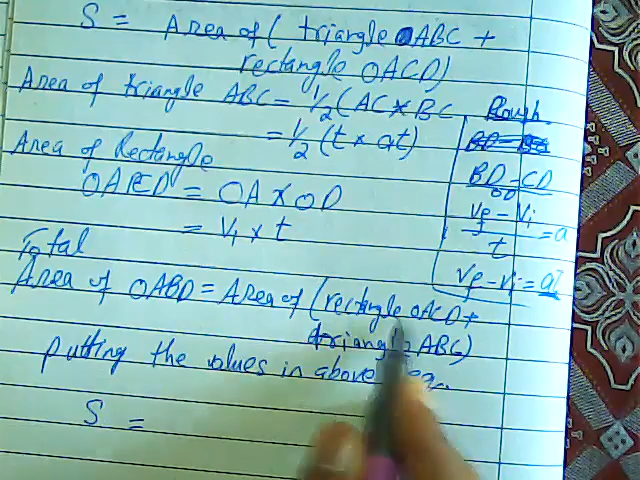 S = Area of ( triangle ABC +
rectangle OACD)
Area of triangle ABC = 1/2 (AC × BC
= 1/2 (t × at)
Area of Rectangle
OACD = OA × OD
= Vi × t
Total
Area of OABD = Area of (rectangle OACD +
triangle ABC)
putting the values in above eq.
S =
Rough
BD - CD
OD
Vf - Vi
t
= a
Vf - Vi = at